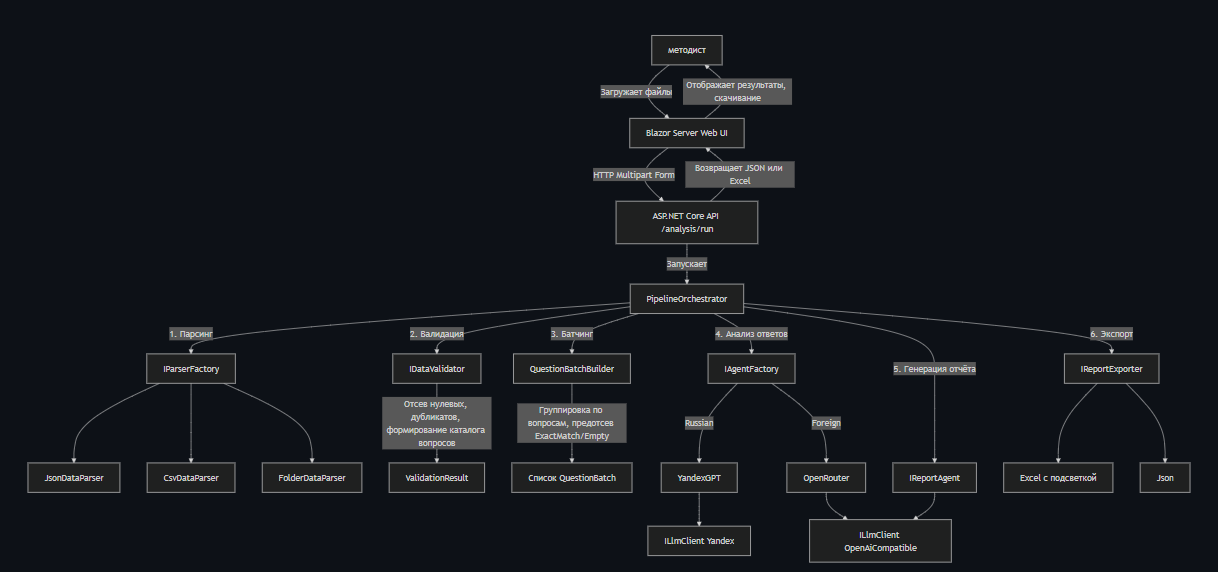 методист
Загружает файлы
Отображает результаты,
скачивание
Blazor Server Web UI
HTTP Multipart Form
Возвращает JSON или
Excel
ASP.NET Core API
/analysis/run
Запускает
PipelineOrchestrator
1. Парсинг
2. Валидация
3. Батчинг
4. Анализ ответов
5. Генерация отчёта
6. Экспорт
IParserFactory
IDataValidator
QuestionBatchBuilder
IAgentFactory
IReportExporter
Отсев нулевых,
дубликатов,
формирование каталога
вопросов
Группировка по
вопросам, предотсев
ExactMatch/Empty
Russian
Foreign
JsonDataParser
CsvDataParser
FolderDataParser
ValidationResult
Список QuestionBatch
YandexGPT
OpenRouter
IReportAgent
Excel с подсветкой
Json
ILlmClient Yandex
ILlmClient
OpenAiCompatible